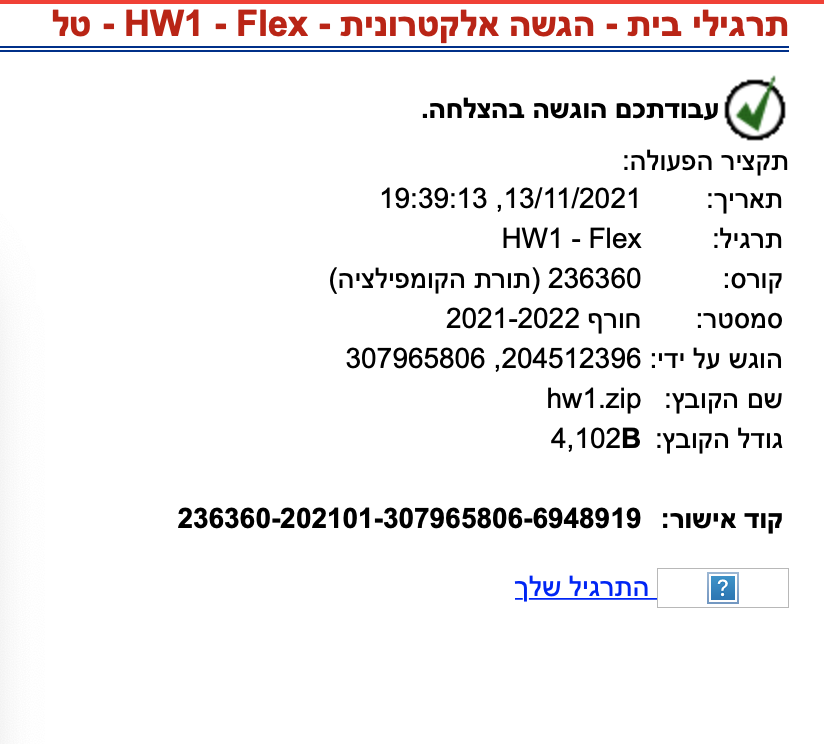 תרגילי בית - הגשה אלקטרונית - HW1 - Flex - טל
עבודתכם הוגשה בהצלחה.
תקציר הפעולה:
תאריך: 13/11/2021, 19:39:13
תרגיל: HW1 - Flex
קורס: 236360 (תורת הקומפילציה)
סמסטר: חורף 2021-2022
הוגש על ידי: 204512396, 307965806
שם הקובץ: hw1.zip
גודל הקובץ: 4,102B
קוד אישור: 236360-202101-307965806-6948919
? התרגיל שלך